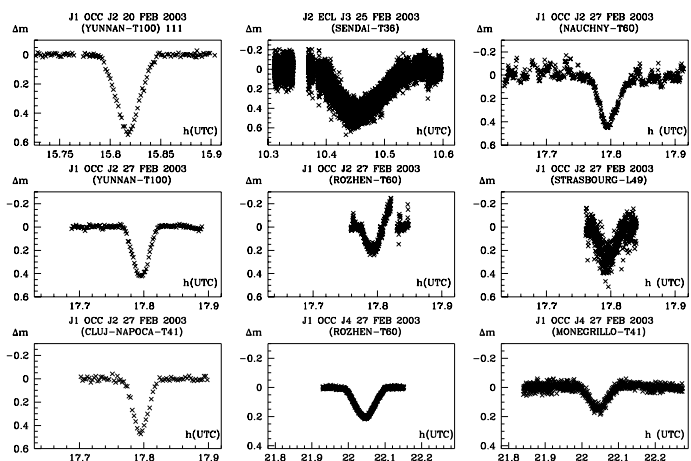 J1 OCC J2 20 FEB 2003
(YUNNAN-T100) 111
Δm
0
0.2
0.4
0.6
h(UTC)
15.75 15.8 15.85 15.9
J2 ECL J3 25 FEB 2003
(SENDAI-T36)
Δm
-0.2
0
0.2
0.4
0.6
h(UTC)
10.3 10.4 10.5 10.6
J1 OCC J2 27 FEB 2003
(NAUCHNY-T60)
Δm
-0.2
0
0.2
0.4
0.6
h (UTC)
17.7 17.8 17.9
J1 OCC J2 27 FEB 2003
(YUNNAN-T100)
Δm
-0.2
0
0.2
0.4
0.6
h(UTC)
17.7 17.8 17.9
J1 OCC J2 27 FEB 2003
(ROZHEN-T60)
Δm
-0.2
0
0.2
0.4
0.6
h (UTC)
17.7 17.8 17.9
J1 OCC J2 27 FEB 2003
(STRASBOURG-L49)
Δm
-0.2
0
0.2
0.4
0.6
h (UTC)
17.7 17.8 17.9
J1 OCC J2 27 FEB 2003
(CLUJ-NAPOCA-T41)
Δm
-0.2
0
0.2
0.4
0.6
h(UTC)
17.7 17.8 17.9
J1 OCC J4 27 FEB 2003
(ROZHEN-T60)
Δm
-0.2
0
0.2
0.4
h(UTC)
21.8 21.9 22 22.1 22.2
J1 OCC J4 27 FEB 2003
(MONEGRILLO-T41)
Δm
-0.2
0
0.2
0.4
h (UTC)
21.8 21.9 22 22.1 22.2